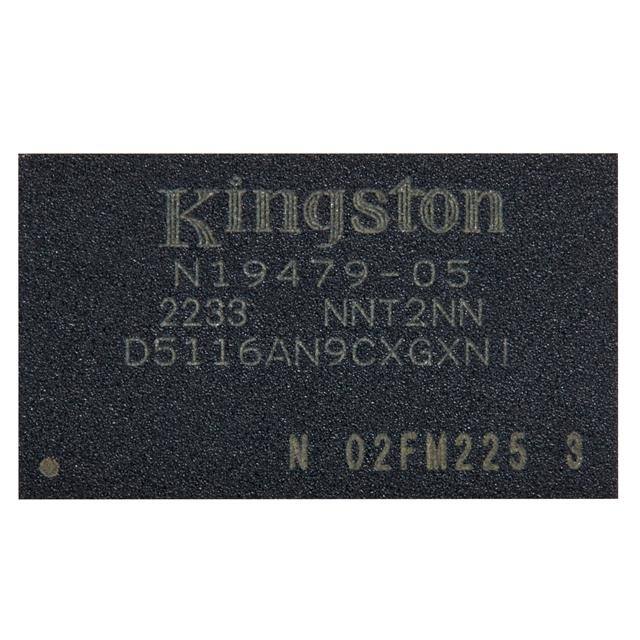 Kingston
N19479-05
2233 NNT2NN
D5116AN9CXGXNI
N 02FM225 3